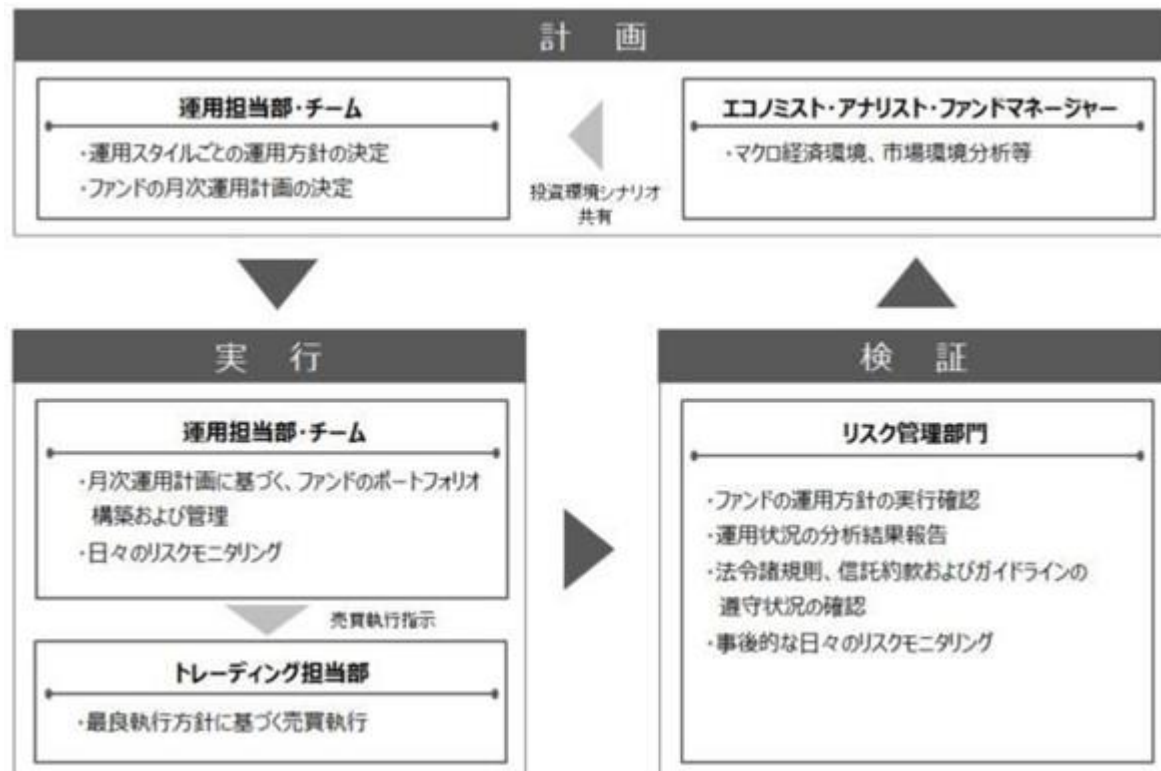 計 画
運用担当部・チーム
・運用スタイルごとの運用方針の決定
・ファンドの月次運用計画の決定
投資環境シナリオ
共有
エコノミスト・アナリスト・ファンドマネージャー
・マクロ経済環境、市場環境分析等
実 行
運用担当部・チーム
・月次運用計画に基づく、ファンドのポートフォリオ
構築および管理
・日々のリスクモニタリング
売買執行指示
トレーディング担当部
・最良執行方針に基づく売買執行
検 証
リスク管理部門
・ファンドの運用方針の実行確認
・運用状況の分析結果報告
・法令諸規則、信託約款およびガイドラインの
遵守状況の確認
・事後的な日々のリスクモニタリング